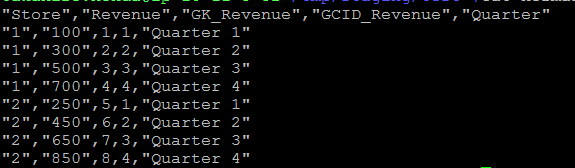 "Store","Revenue","GK_Revenue","GCID_Revenue","Quarter"
"1","100",1,1,"Quarter 1"
"1","300",2,2,"Quarter 2"
"1","500",3,3,"Quarter 3"
"1","700",4,4,"Quarter 4"
"2","250",5,1,"Quarter 1"
"2","450",6,2,"Quarter 2"
"2","650",7,3,"Quarter 3"
"2","850",8,4,"Quarter 4"